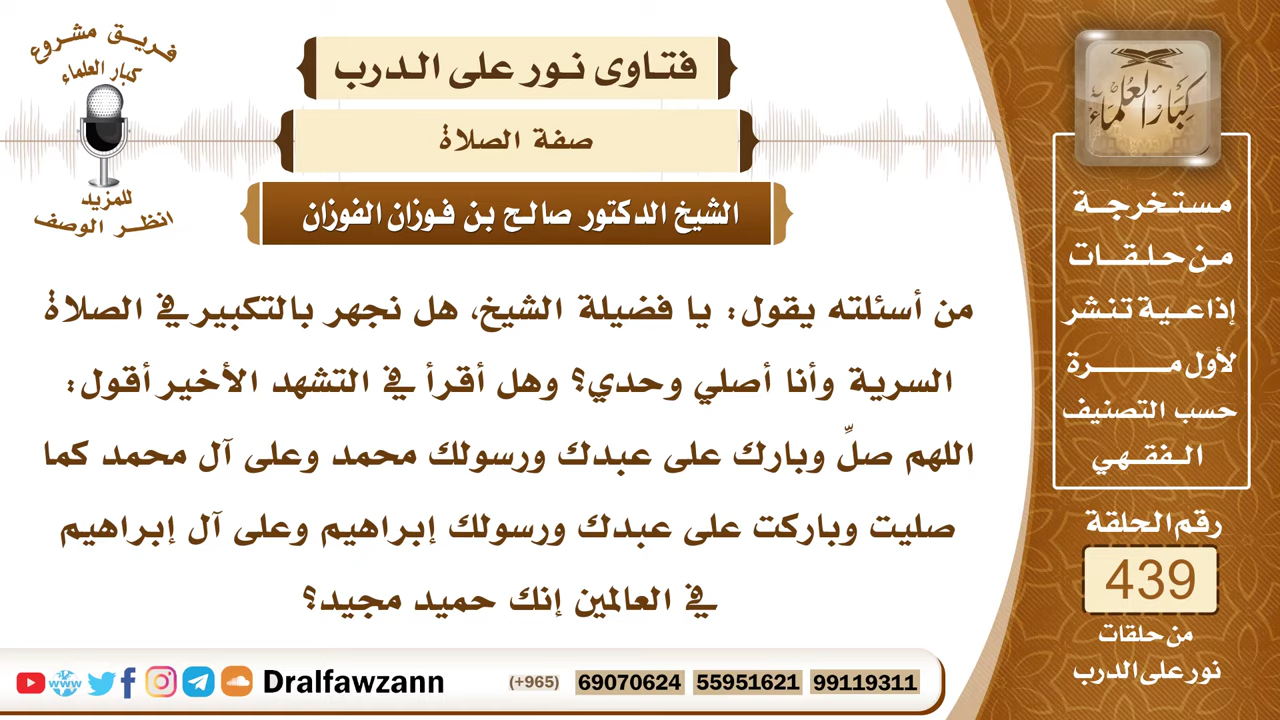 فريق مشروع
كبار العلماء
للمزيد
انظر الوصف
فتاوى نور على الدرب
صفة الصلاة
الشيخ الدكتور صالح بن فوزان الفوزان
من أسئلته يقول: يا فضيلة الشيخ، هل نجهر بالتكبير في الصلاة
السرية وأنا أصلي وحدي؟ وهل أقرأ في التشهد الأخير أقول:
اللهم صلِّ وبارك على عبدك ورسولك محمد وعلى آل محمد كما
صليت وباركت على عبدك ورسولك إبراهيم وعلى آل إبراهيم
في العالمين إنك حميد مجيد؟
كِبَارُ العُلَمَاء
مستخرجة
من حلقات
إذاعية تنشر
لأول مرة
حسب التصنيف
الفقهي
رقم الحلقة
439
من حلقات
نور على الدرب
www Dralfawzann (+965) 69070624 55951621 99119311